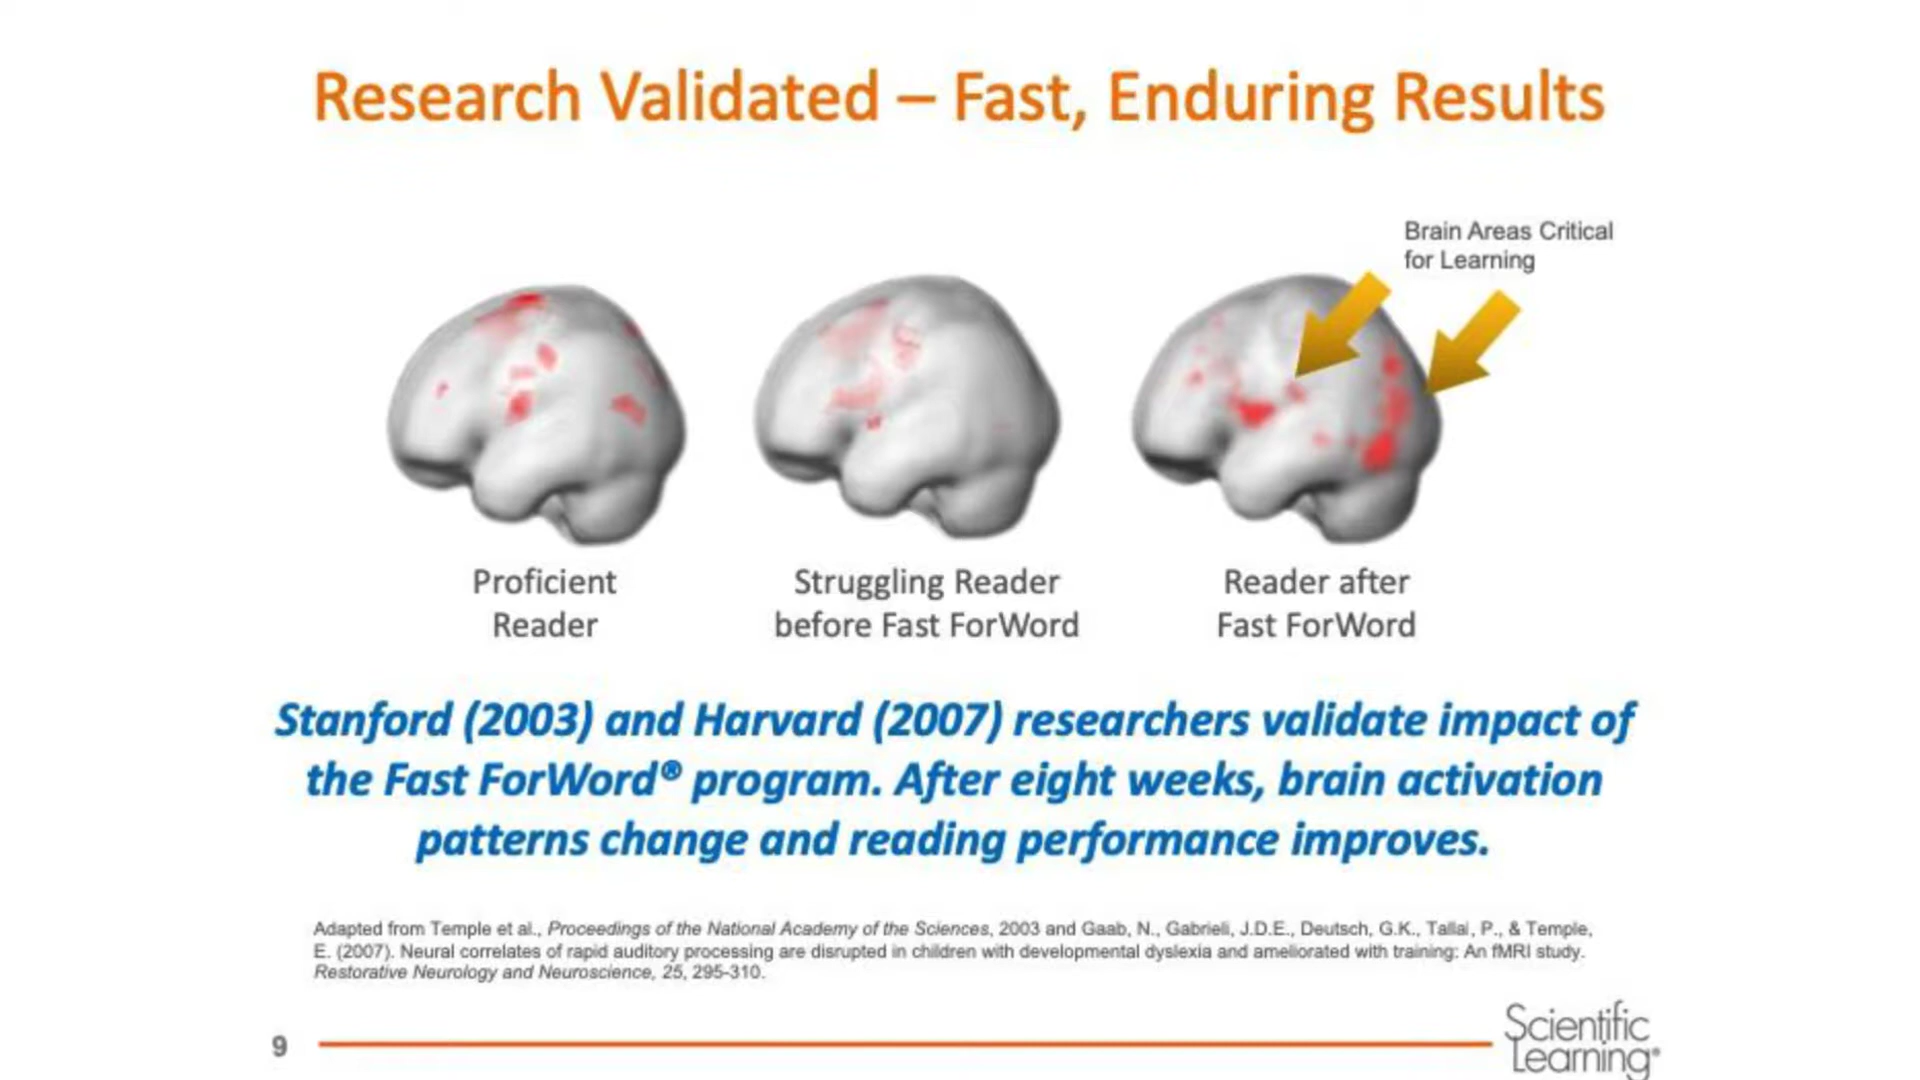 Research Validated – Fast, Enduring Results
Brain Areas Critical
for Learning
Proficient
Reader
Struggling Reader
before Fast ForWord
Reader after
Fast ForWord
Stanford (2003) and Harvard (2007) researchers validate impact of
the Fast ForWord® program. After eight weeks, brain activation
patterns change and reading performance improves.
Adapted from Temple et al., Proceedings of the National Academy of the Sciences, 2003 and Gaab, N., Gabrieli, J.D.E., Deutsch, G.K., Tallal, P., & Temple,
E. (2007). Neural correlates of rapid auditory processing are disrupted in children with developmental dyslexia and ameliorated with training: An fMRI study.
Restorative Neurology and Neuroscience, 25, 295-310.
9
Scientific
Learning®